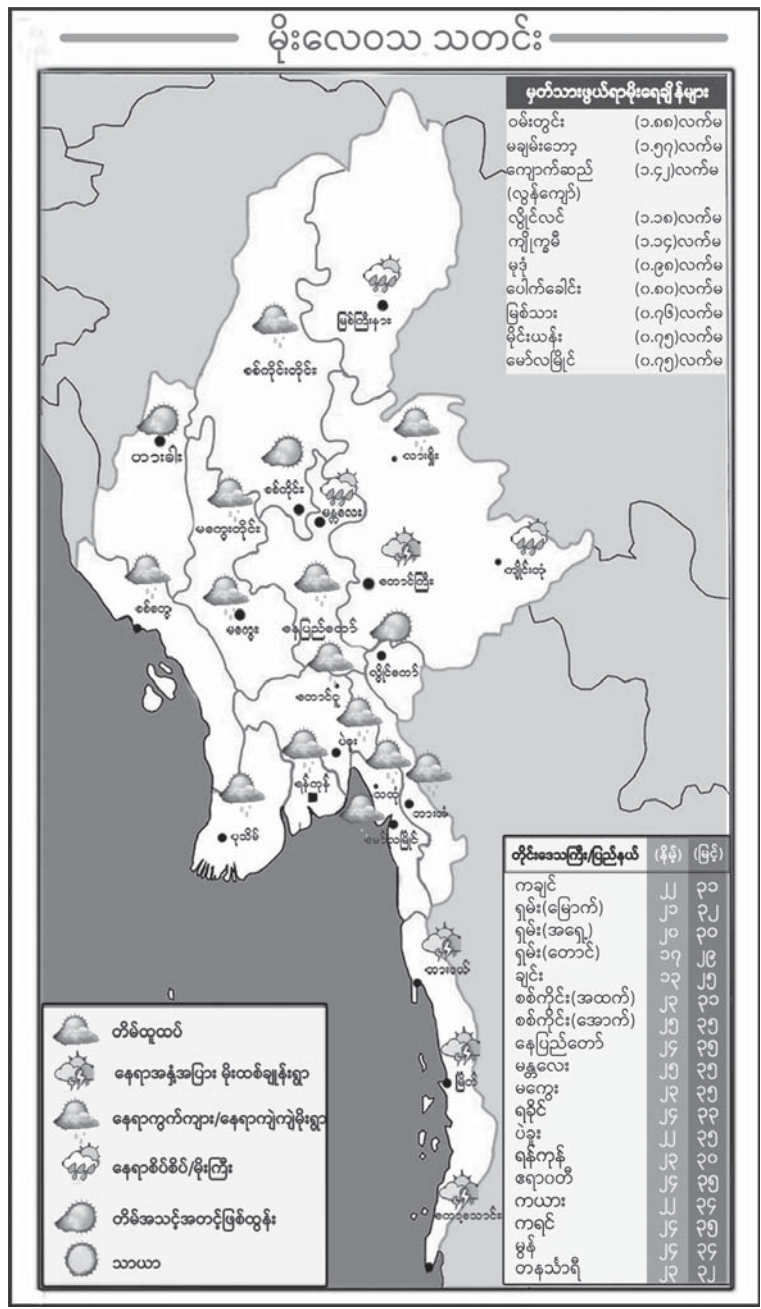 မိုးလေဝသ သတင်း
မှတ်သားဖွယ်ရာမိုးရေချိန်များ
ဝမ်းတွင်း (၁.၈၈)လက်မ
မချမ်းဘော့ (၁.၅၇)လက်မ
ကျောက်ဆည် (၁.၄၂)လက်မ
(လွန်ကျော်)
လွိုင်လင် (၁.၁၈)လက်မ
ကျိုက္ခမီ (၁.၁၄)လက်မ
မုဒုံ (၀.၉၈)လက်မ
ပေါက်ခေါင်း (၀.၈၀)လက်မ
မြစ်သား (၀.၇၆)လက်မ
မိုင်းယန်း (၀.၇၅)လက်မ
မော်လမြိုင် (၀.၇၅)လက်မ
မြစ်ကြီးနား
စစ်ကိုင်းတိုင်း
ဟားခါး
လားရှိုး
စစ်ကိုင်း
မန္တလေး
မကွေးတိုင်း
တောင်ကြီး
ကျိုင်းတုံ
စစ်တွေ
မကွေး
နေပြည်တော်
လွိုင်ကော်
တောင်ငူ
ပဲခူး
ရန်ကုန်
သထုံ
ဘားအံ
ပုသိမ်
မော်လမြိုင်
ထားဝယ်
မြိတ်
ကော့သောင်း
တိမ်ထူထပ်
နေရာအနှံ့အပြား မိုးထစ်ချုန်းရွာ
နေရာကွက်ကျား/နေရာကျဲကျဲမိုးရွာ
နေရာစိပ်စိပ်/မိုးကြီး
တိမ်အသင့်အတင့်ဖြစ်ထွန်း
သာယာ
တိုင်းဒေသကြီး/ပြည်နယ် (နိမ့်) (မြင့်)
ကချင် ၂၂ ၃၁
ရှမ်း(မြောက်) ၂၁ ၃၂
ရှမ်း(အရှေ့) ၂၀ ၃၀
ရှမ်း(တောင်) ၁၇ ၂၉
ချင်း ၁၃ ၂၅
စစ်ကိုင်း(အထက်) ၂၃ ၃၁
စစ်ကိုင်း(အောက်) ၂၅ ၃၅
နေပြည်တော် ၂၄ ၃၅
မန္တလေး ၂၅ ၃၅
မကွေး ၂၃ ၃၅
ရခိုင် ၂၄ ၃၃
ပဲခူး ၂၂ ၃၅
ရန်ကုန် ၂၃ ၃၀
ဧရာဝတီ ၂၄ ၃၅
ကယား ၂၂ ၃၄
ကရင် ၂၄ ၃၅
မွန် ၂၄ ၃၄
တနင်္သာရီ ၂၃ ၃၂